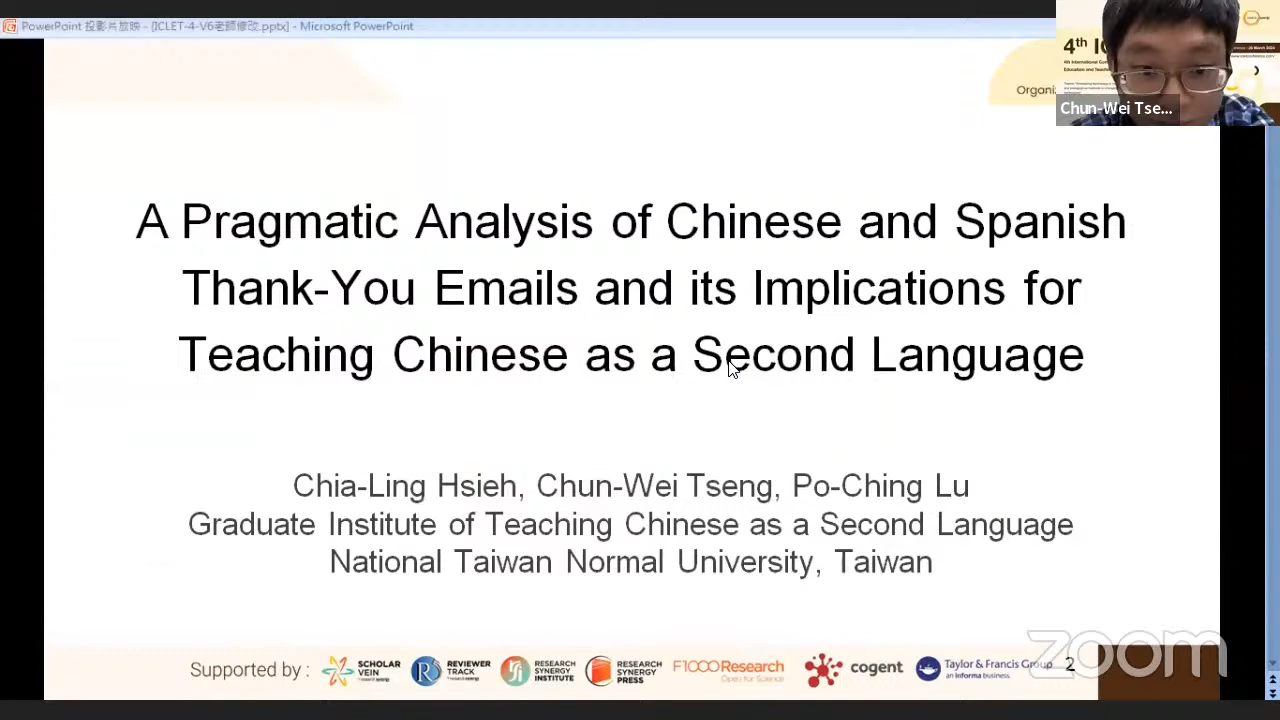 PowerPoint 投影片放映 - [ICLET-4-V6老師修改.pptx] - Microsoft PowerPoint
4th
Chun-Wei Tse...
A Pragmatic Analysis of Chinese and Spanish
Thank-You Emails and its Implications for
Teaching Chinese as a Second Language
Chia-Ling Hsieh, Chun-Wei Tseng, Po-Ching Lu
Graduate Institute of Teaching Chinese as a Second Language
National Taiwan Normal University, Taiwan
Supported by :
SCHOLAR VEIN
REVIEWER TRACK
RESEARCH SYNERGY INSTITUTE
RESEARCH SYNERGY PRESS
F1000Research
Open for Science
cogent
Taylor & Francis Group
an informa business
2
zoom